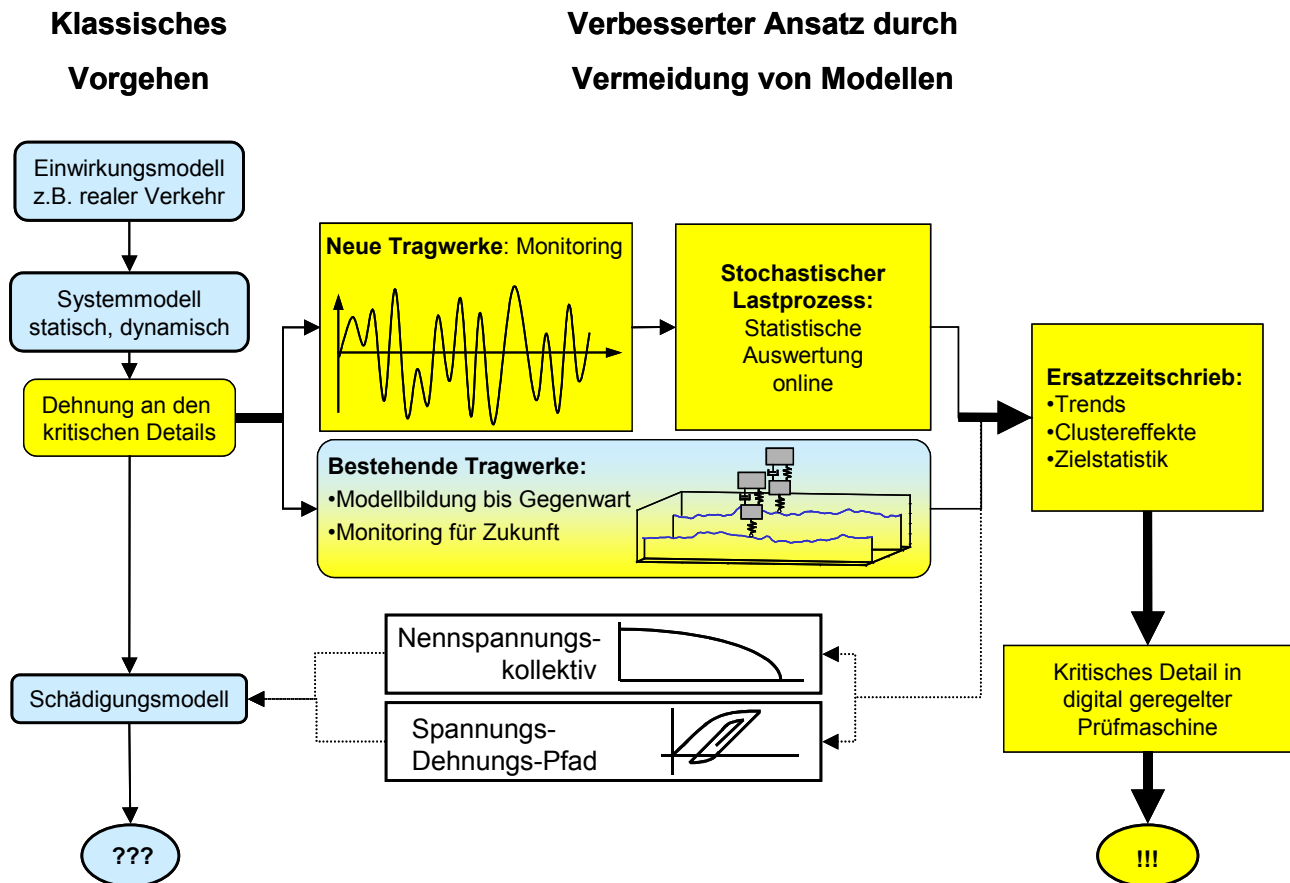 Klassisches
Vorgehen
Verbesserter Ansatz durch
Vermeidung von Modellen
Einwirkungsmodell
z.B. realer Verkehr
Systemmodell
statisch, dynamisch
Dehnung an den
kritischen Details
Neue Tragwerke: Monitoring
Stochastischer
Lastprozess:
Statistische
Auswertung
online
Bestehende Tragwerke:
•Modellbildung bis Gegenwart
•Monitoring für Zukunft
Ersatzzeitschrieb:
•Trends
•Clustereffekte
•Zielstatistik
Nennspannungs-
kollektiv
Spannungs-
Dehnungs-Pfad
Schädigungsmodell
Kritisches Detail in
digital geregelter
Prüfmaschine
???
!!!